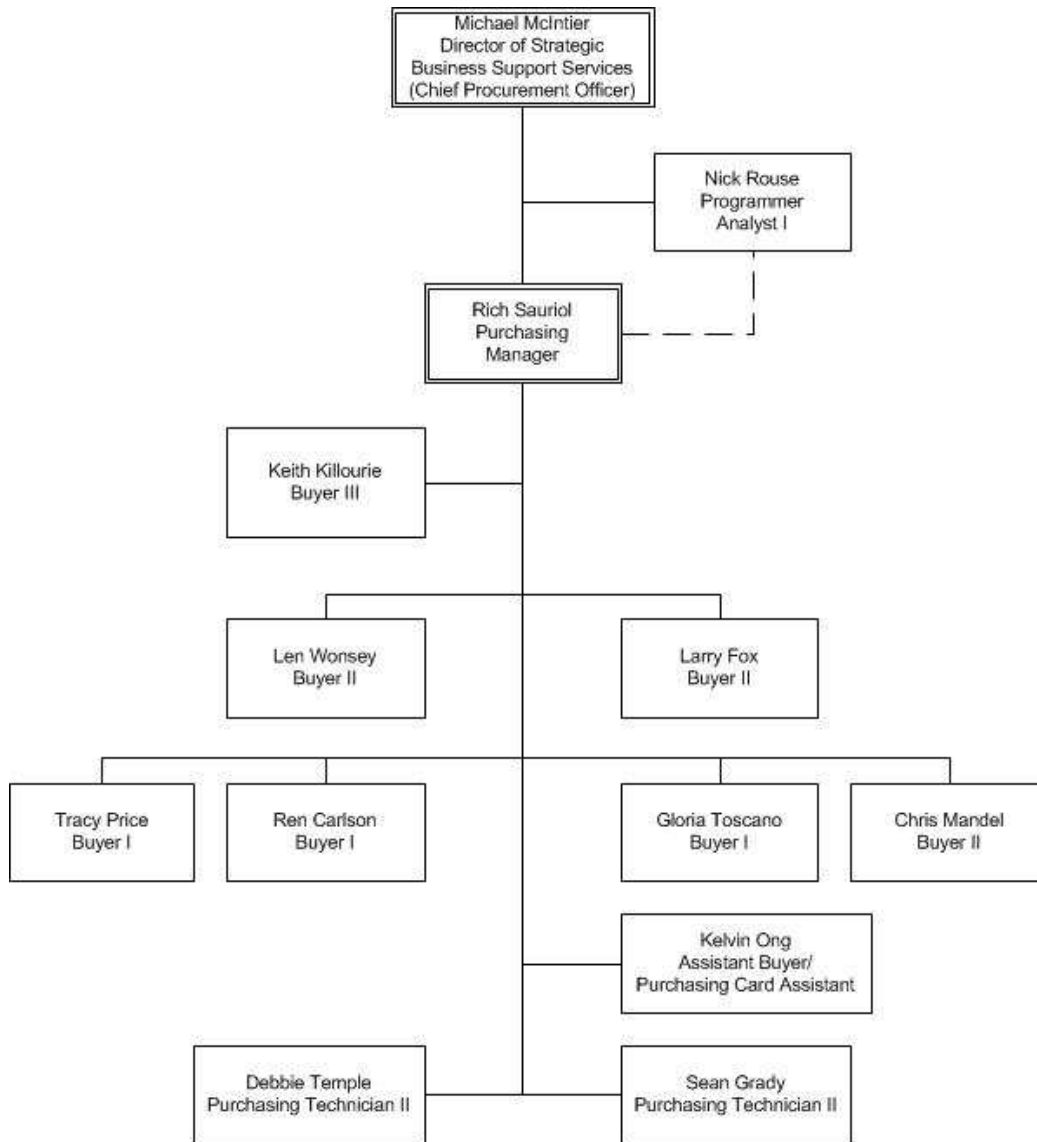 Michael McIntier
Director of Strategic
Business Support Services
(Chief Procurement Officer)
Nick Rouse
Programmer
Analyst I
Rich Sauriol
Purchasing
Manager
Keith Killourie
Buyer III
Len Wonsey
Buyer II
Larry Fox
Buyer II
Tracy Price
Buyer I
Ren Carlson
Buyer I
Gloria Toscano
Buyer I
Chris Mandel
Buyer II
Kelvin Ong
Assistant Buyer/
Purchasing Card Assistant
Debbie Temple
Purchasing Technician II
Sean Grady
Purchasing Technician II